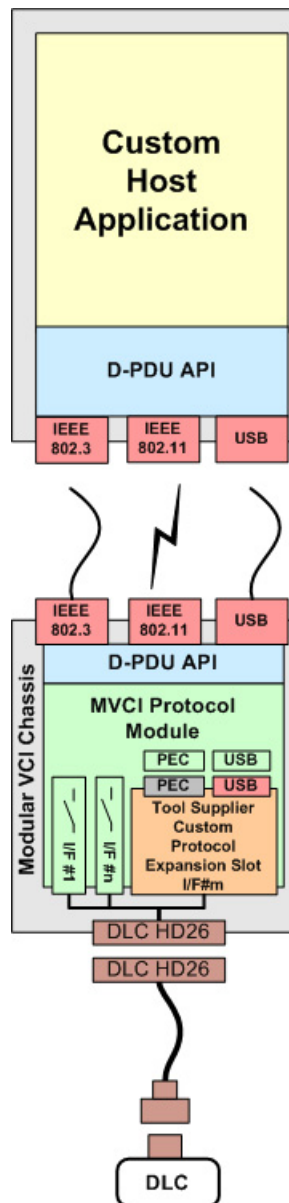 Custom
Host
Application
D-PDU API
IEEE
802.3
IEEE
802.11
USB
IEEE
802.3
IEEE
802.11
USB
Modular VCI Chassis
D-PDU API
MVCI Protocol
Module
PEC
USB
PEC
USB
I/F #1
I/F #n
Tool Supplier
Custom
Protocol
Expansion Slot
I/F#m
DLC HD26
DLC HD26
DLC